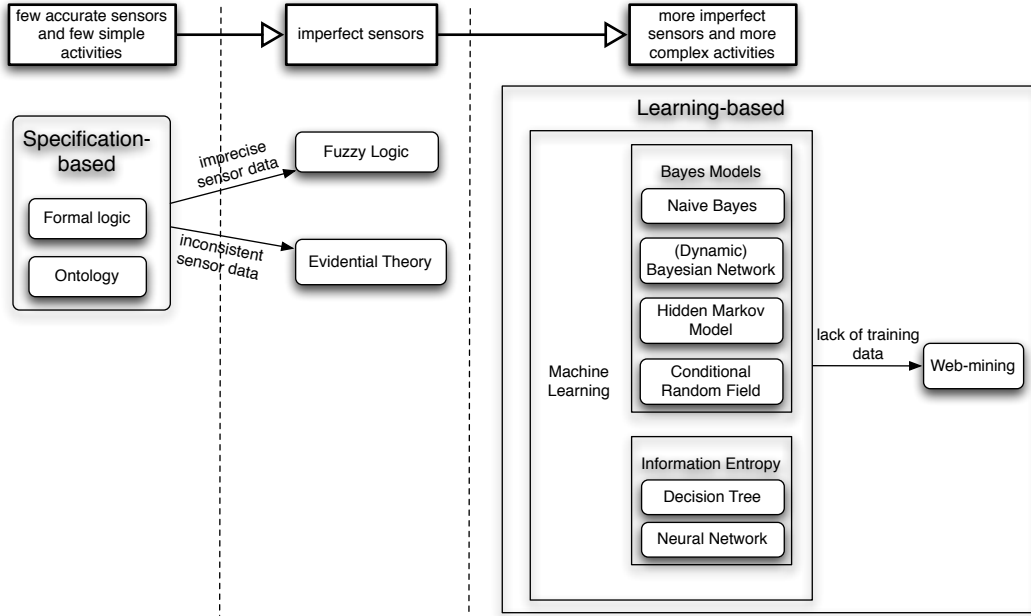 few accurate sensors
and few simple
activities
imperfect sensors
more imperfect
sensors and more
complex activities
Specification-
based
Formal logic
Ontology
imprecise
sensor data
inconsistent
sensor data
Fuzzy Logic
Evidential Theory
Learning-based
Machine
Learning
Bayes Models
Naive Bayes
(Dynamic)
Bayesian Network
Hidden Markov
Model
Conditional
Random Field
Information Entropy
Decision Tree
Neural Network
lack of training
data
Web-mining